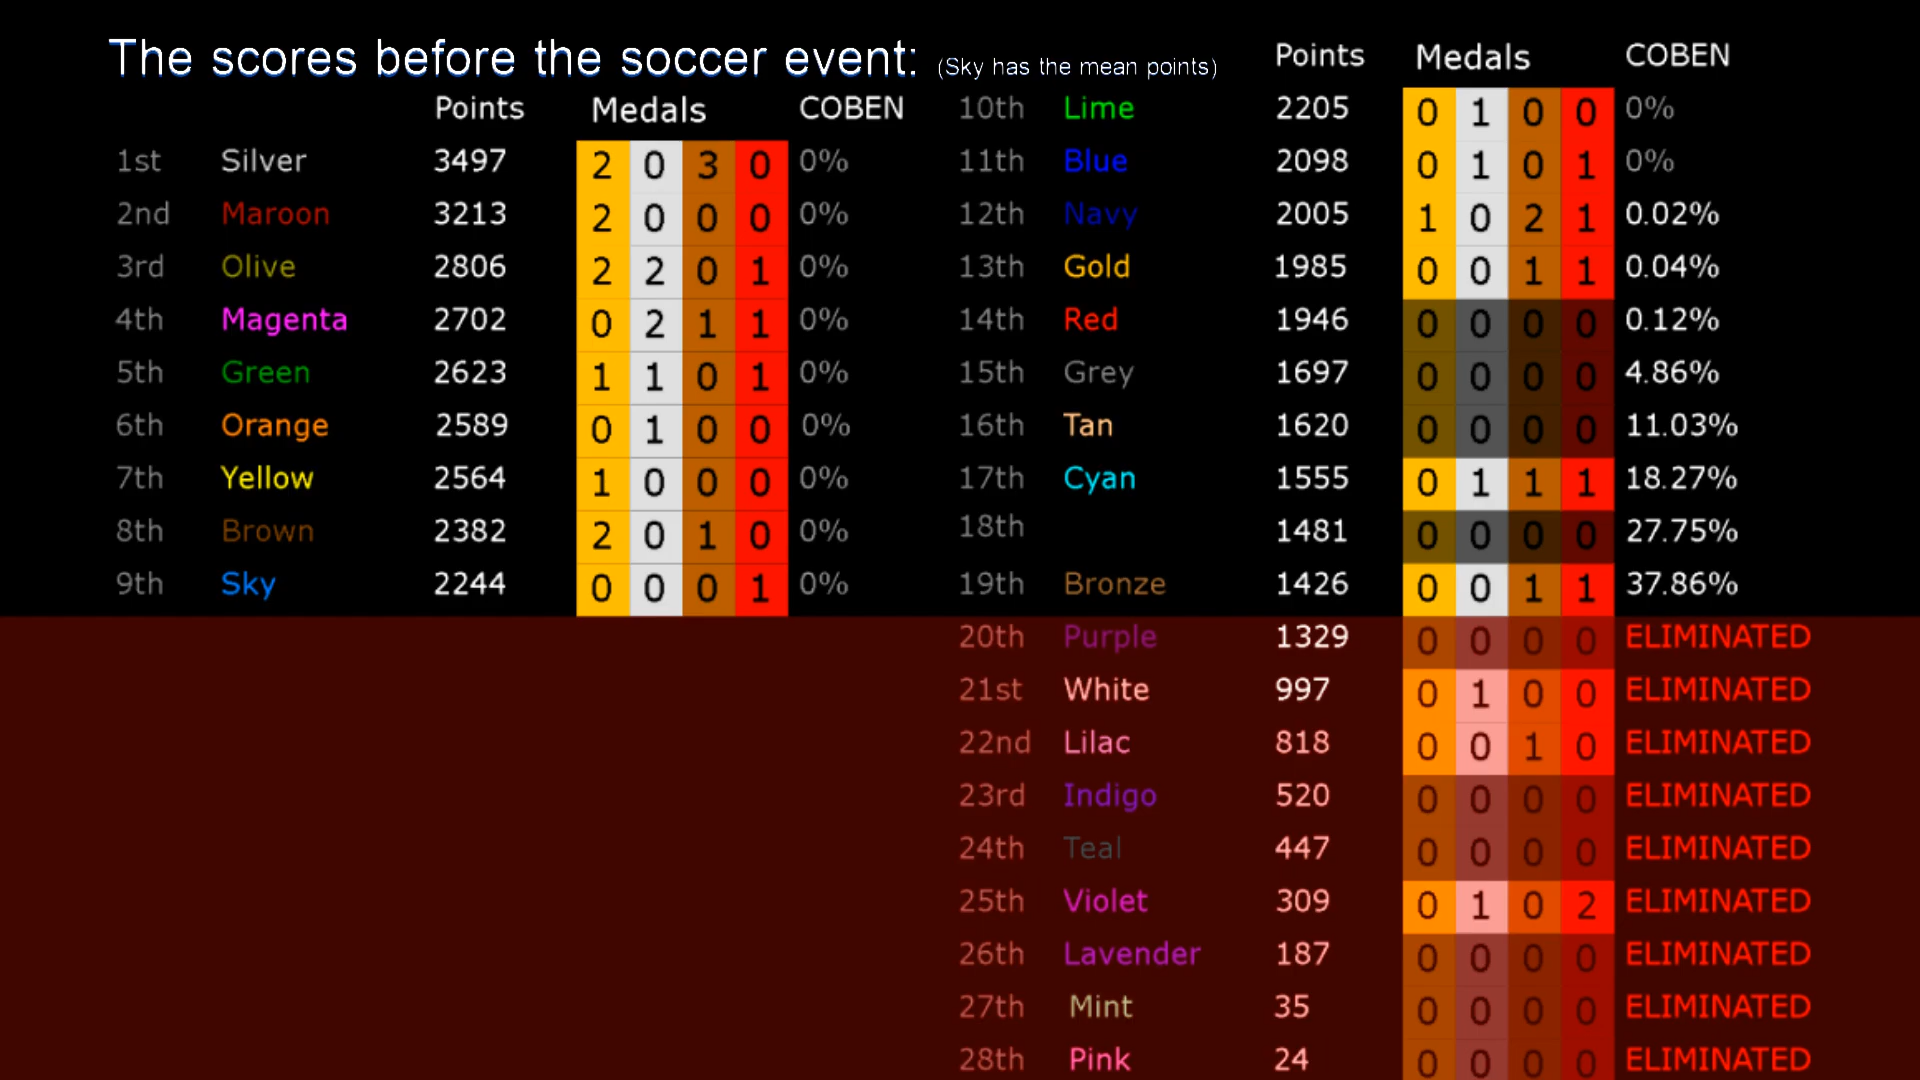 The scores before the soccer event: (Sky has the mean points)
Points Medals COBEN
1st Silver 3497 2 0 3 0 0%
2nd Maroon 3213 2 0 0 0 0%
3rd Olive 2806 2 2 0 1 0%
4th Magenta 2702 0 2 1 1 0%
5th Green 2623 1 1 0 1 0%
6th Orange 2589 0 1 0 0 0%
7th Yellow 2564 1 0 0 0 0%
8th Brown 2382 2 0 1 0 0%
9th Sky 2244 0 0 0 1 0%
Points Medals COBEN
10th Lime 2205 0 1 0 0 0%
11th Blue 2098 0 1 0 1 0%
12th Navy 2005 1 0 2 1 0.02%
13th Gold 1985 0 0 1 1 0.04%
14th Red 1946 0 0 0 0 0.12%
15th Grey 1697 0 0 0 0 4.86%
16th Tan 1620 0 0 0 0 11.03%
17th Cyan 1555 0 1 1 1 18.27%
18th 1481 0 0 0 0 27.75%
19th Bronze 1426 0 0 1 1 37.86%
20th Purple 1329 0 0 0 0 ELIMINATED
21st White 997 0 1 0 0 ELIMINATED
22nd Lilac 818 0 0 1 0 ELIMINATED
23rd Indigo 520 0 0 0 0 ELIMINATED
24th Teal 447 0 0 0 0 ELIMINATED
25th Violet 309 0 1 0 2 ELIMINATED
26th Lavender 187 0 0 0 0 ELIMINATED
27th Mint 35 0 0 0 0 ELIMINATED
28th Pink 24 0 0 0 0 ELIMINATED